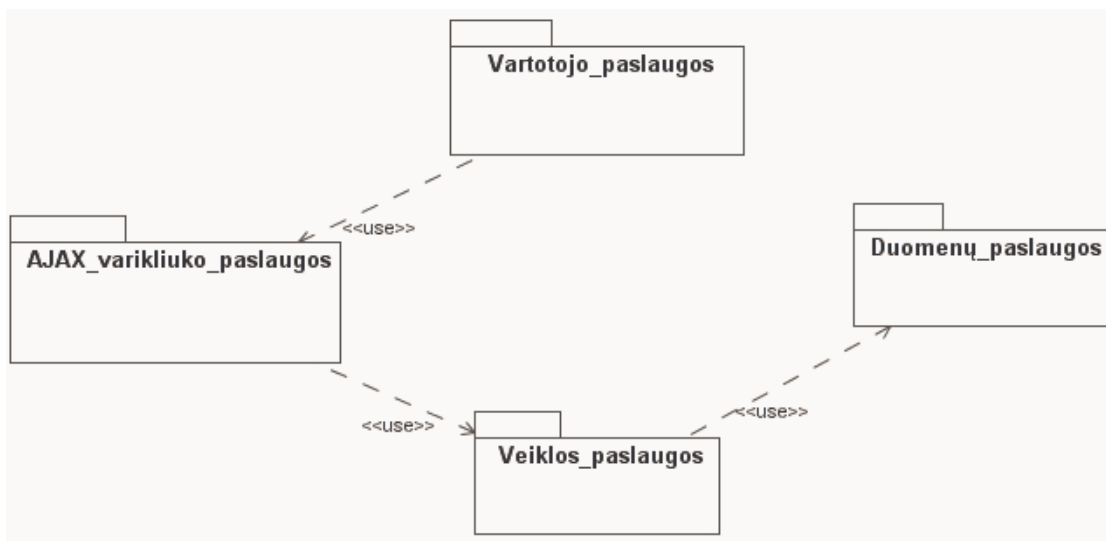 Vartotojo_paslaugos
<<use>>
AJAX_varikliuko_paslaugos
Duomenų_paslaugos
<<use>>
<<use>>
Veiklos_paslaugos